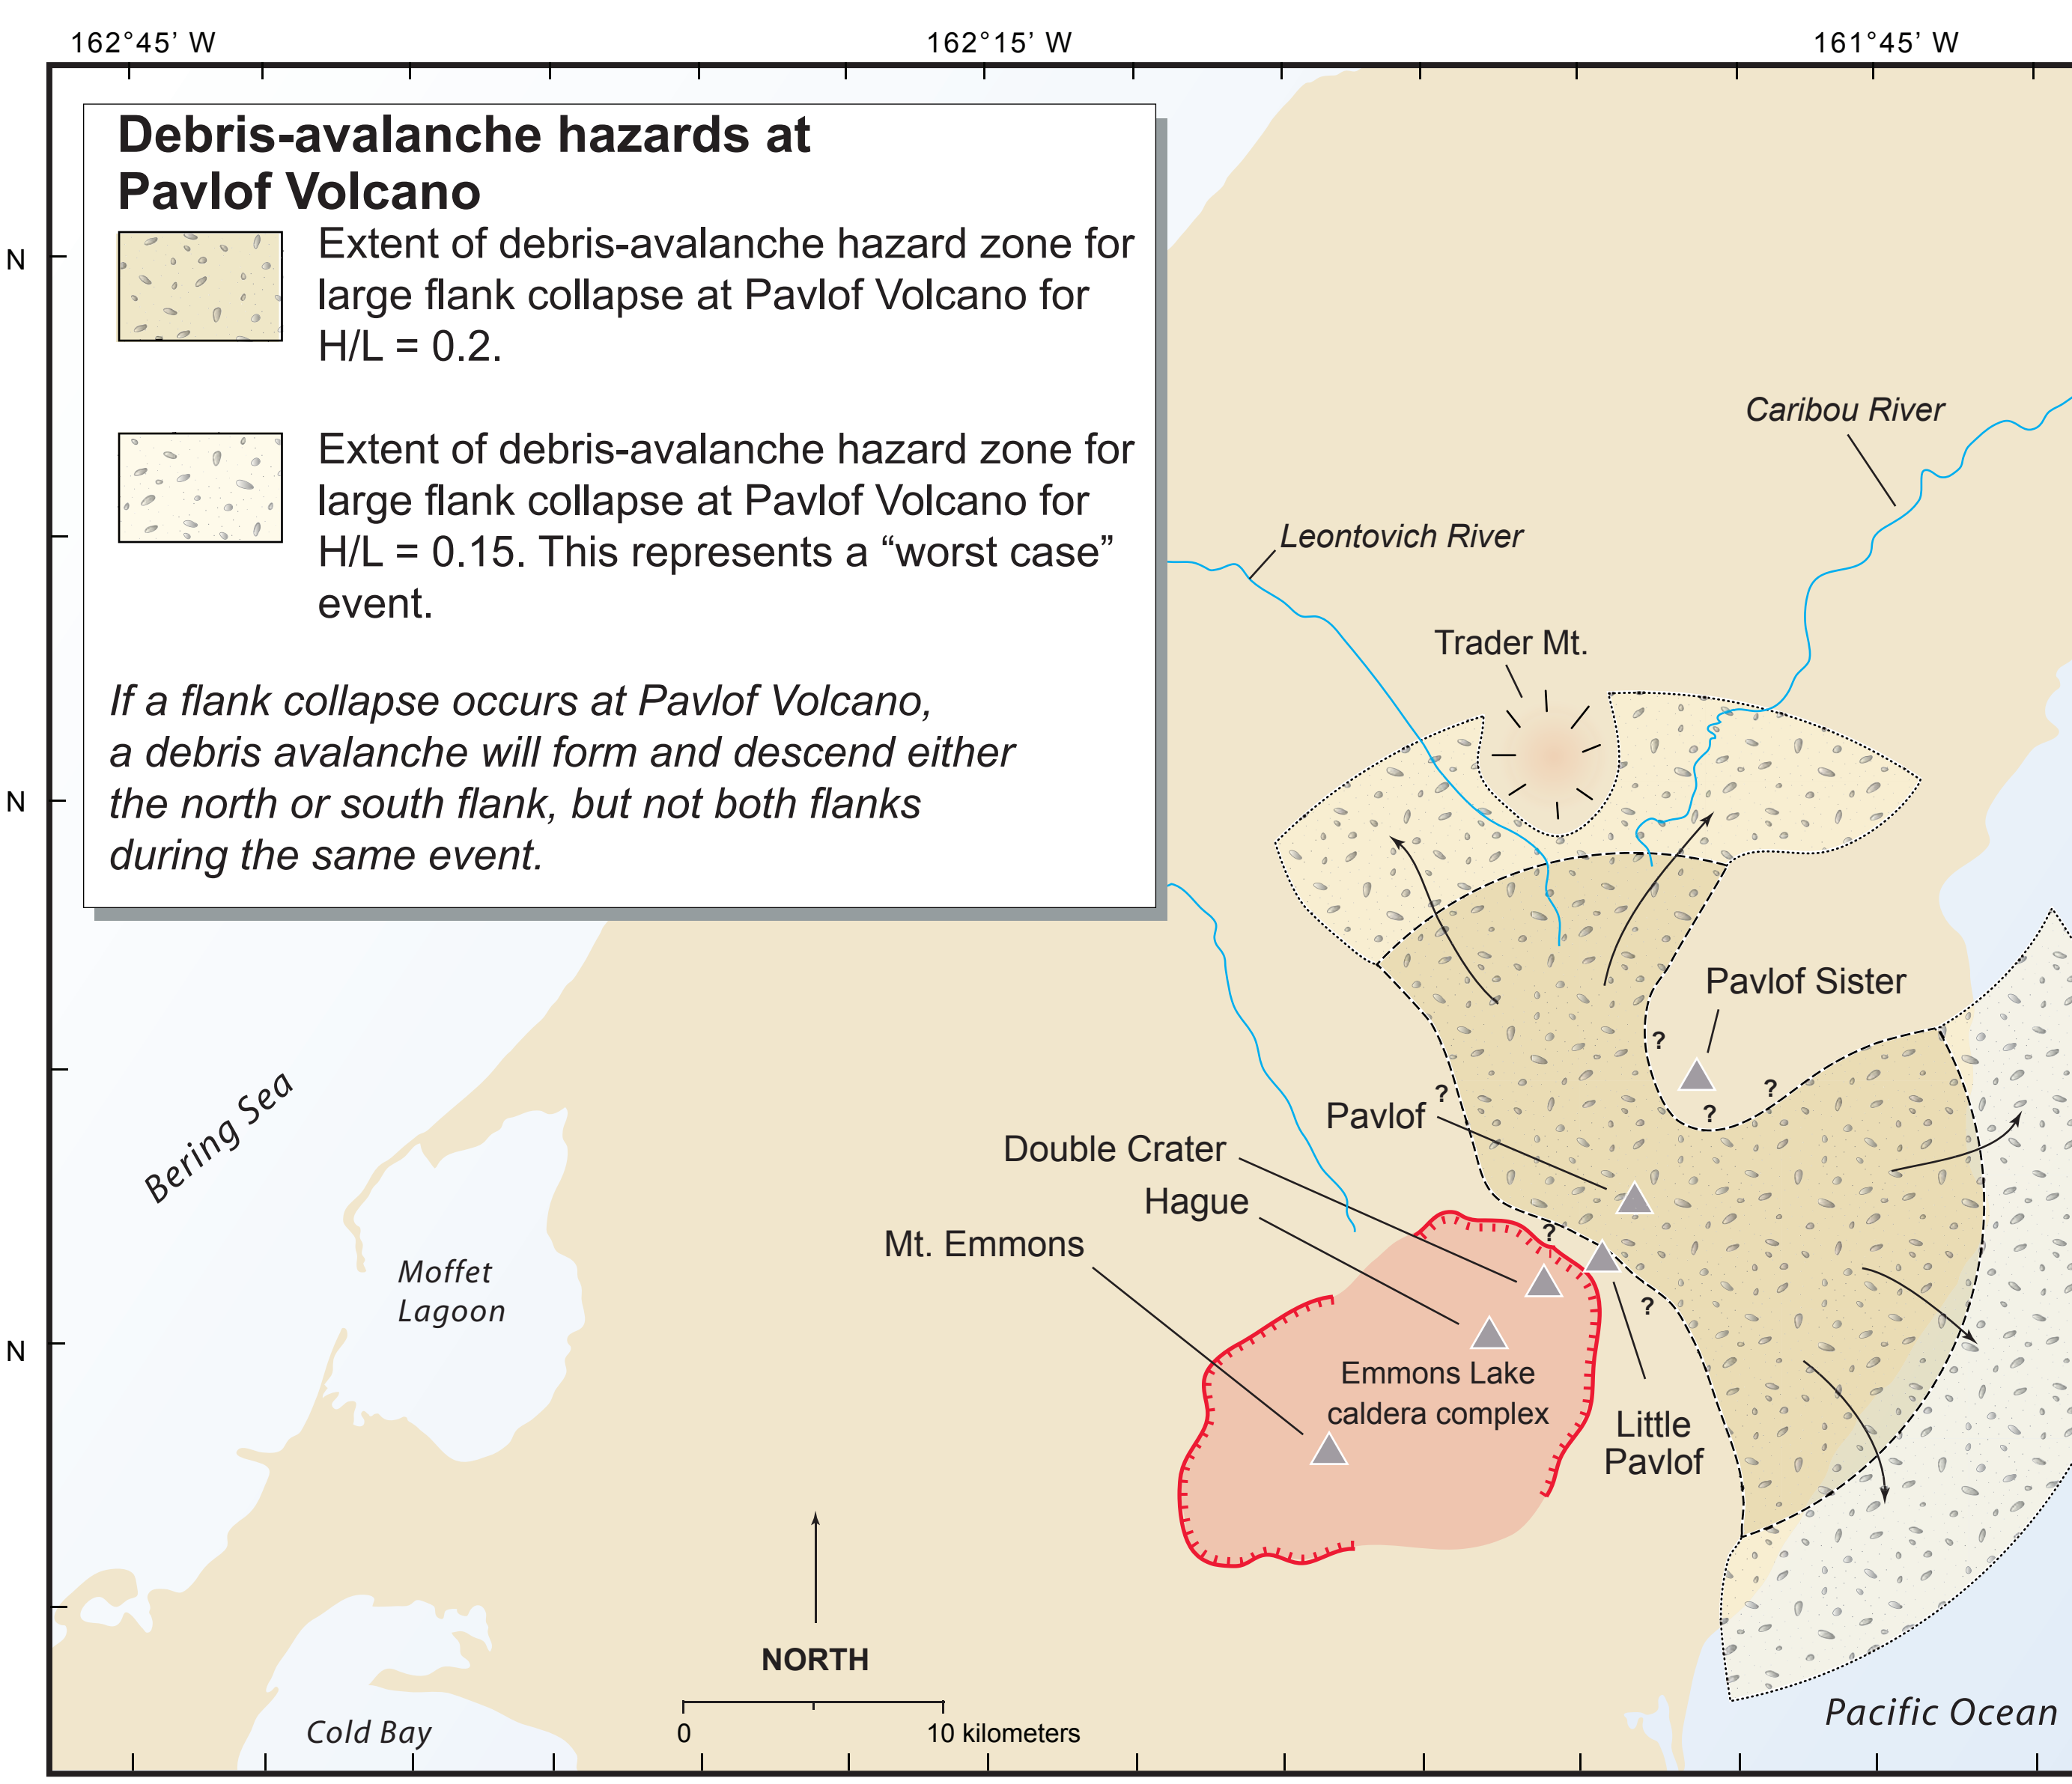 162°45’ W
162°15’ W
161°45’ W
Debris-avalanche hazards at
Pavlof Volcano
Extent of debris-avalanche hazard zone for
large flank collapse at Pavlof Volcano for
H/L = 0.2.
Extent of debris-avalanche hazard zone for
large flank collapse at Pavlof Volcano for
H/L = 0.15. This represents a “worst case”
event.
If a flank collapse occurs at Pavlof Volcano,
a debris avalanche will form and descend either
the north or south flank, but not both flanks
during the same event.
N
N
N
Caribou River
Leontovich River
Trader Mt.
Pavlof Sister
?
?
?
?
Pavlof
Double Crater
Hague
Mt. Emmons
?
?
Emmons Lake
caldera complex
Little
Pavlof
Bering Sea
Moffet
Lagoon
Cold Bay
NORTH
0
10 kilometers
Pacific Ocean